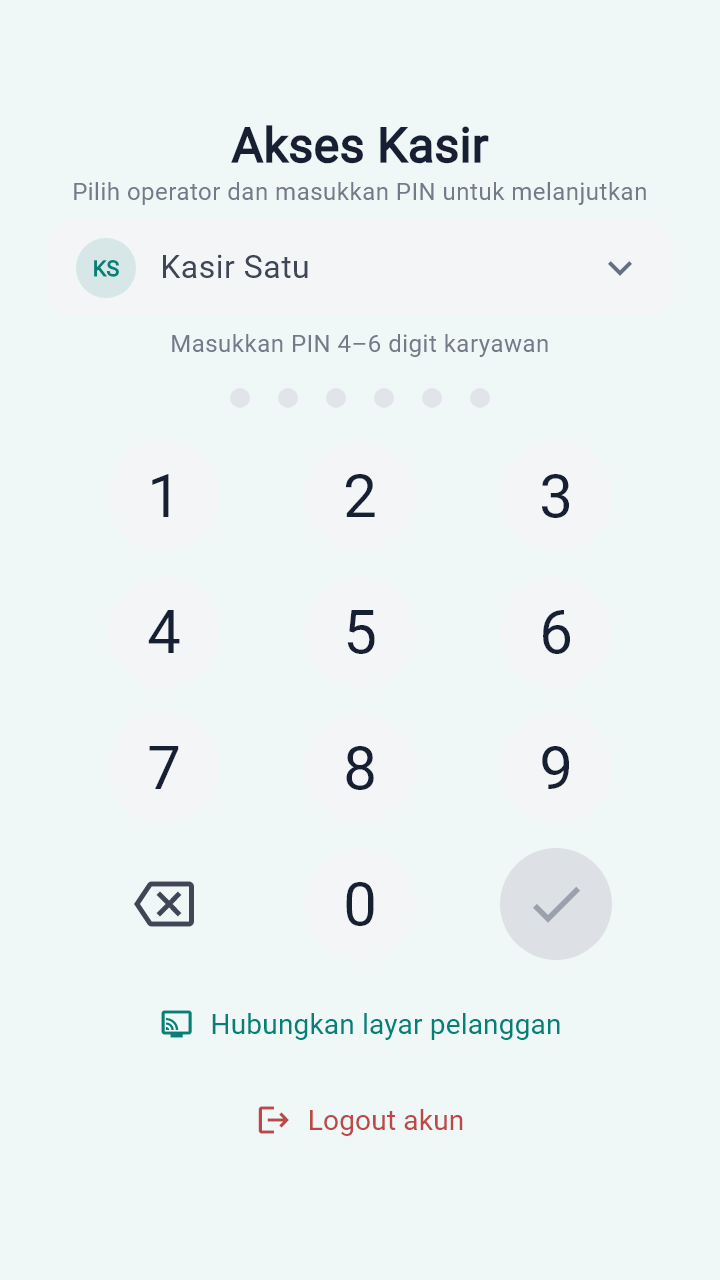 Akses Kasir
Pilih operator dan masukkan PIN untuk melanjutkan
KS Kasir Satu
Masukkan PIN 4–6 digit karyawan
1 2 3
4 5 6
7 8 9
0
Hubungkan layar pelanggan
Logout akun